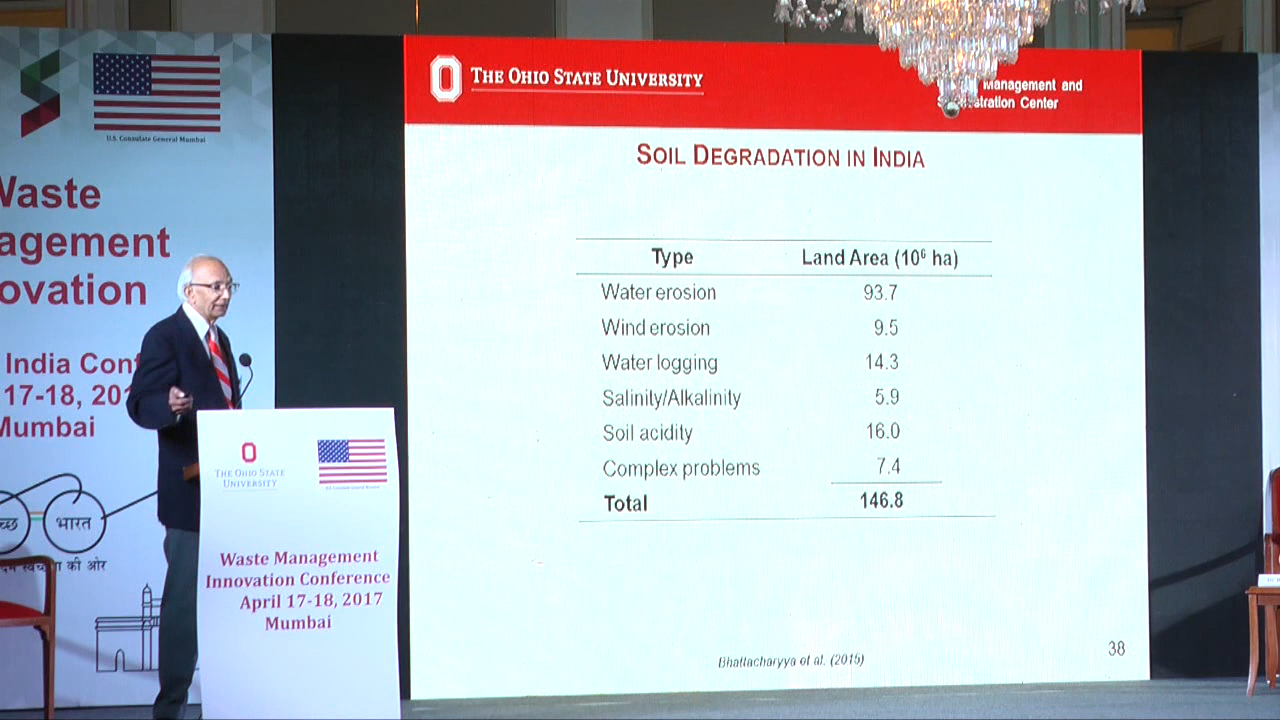 U.S. Consulate General Mumbai
Waste
agement
ovation
India Conf
17-18, 201
Mumbai
च्छ
भारत
की ओर
THE OHIO STATE UNIVERSITY
Management and
stration Center
SOIL DEGRADATION IN INDIA
Type Land Area (10⁶ ha)
Water erosion 93.7
Wind erosion 9.5
Water logging 14.3
Salinity/Alkalinity 5.9
Soil acidity 16.0
Complex problems 7.4
Total 146.8
Bhattacharyya et al. (2015)
38
THE OHIO STATE
UNIVERSITY
Waste Management
Innovation Conference
April 17-18, 2017
Mumbai